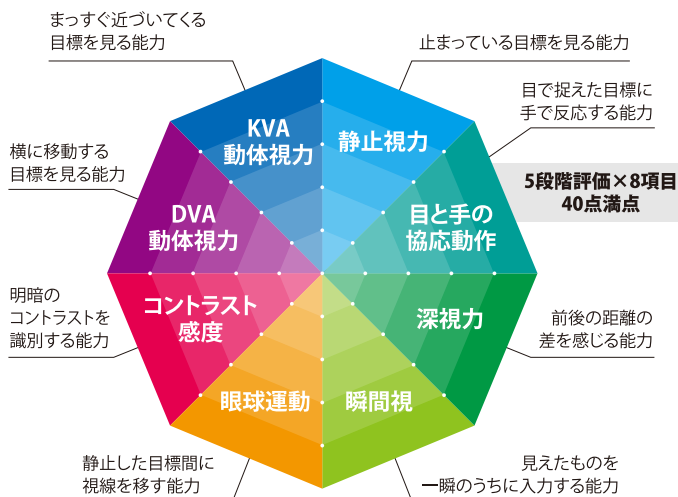 まっすぐ近づいてくる
目標を見る能力
止まっている目標を見る能力
目で捉えた目標に
手で反応する能力
横に移動する
目標を見る能力
KVA
動体視力
静止視力
5段階評価×8項目
40点満点
DVA
動体視力
目と手の
協応動作
明暗の
コントラストを
識別する能力
コントラスト
感度
深視力
前後の距離の
差を感じる能力
眼球運動
瞬間視
静止した目標間に
視線を移す能力
見えたものを
一瞬のうちに入力する能力